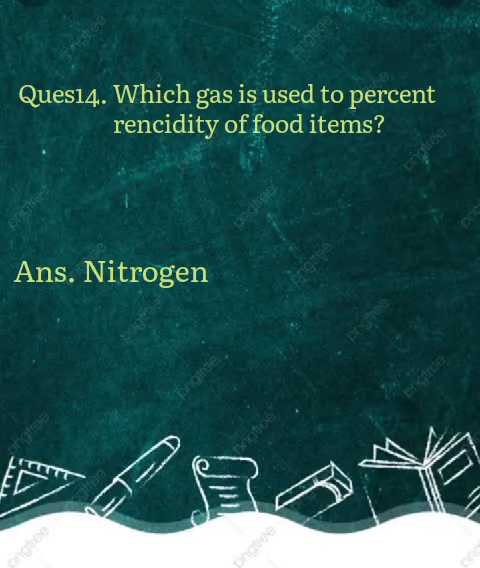 Ques14. Which gas is used to percent
rencidity of food items?
Ans. Nitrogen